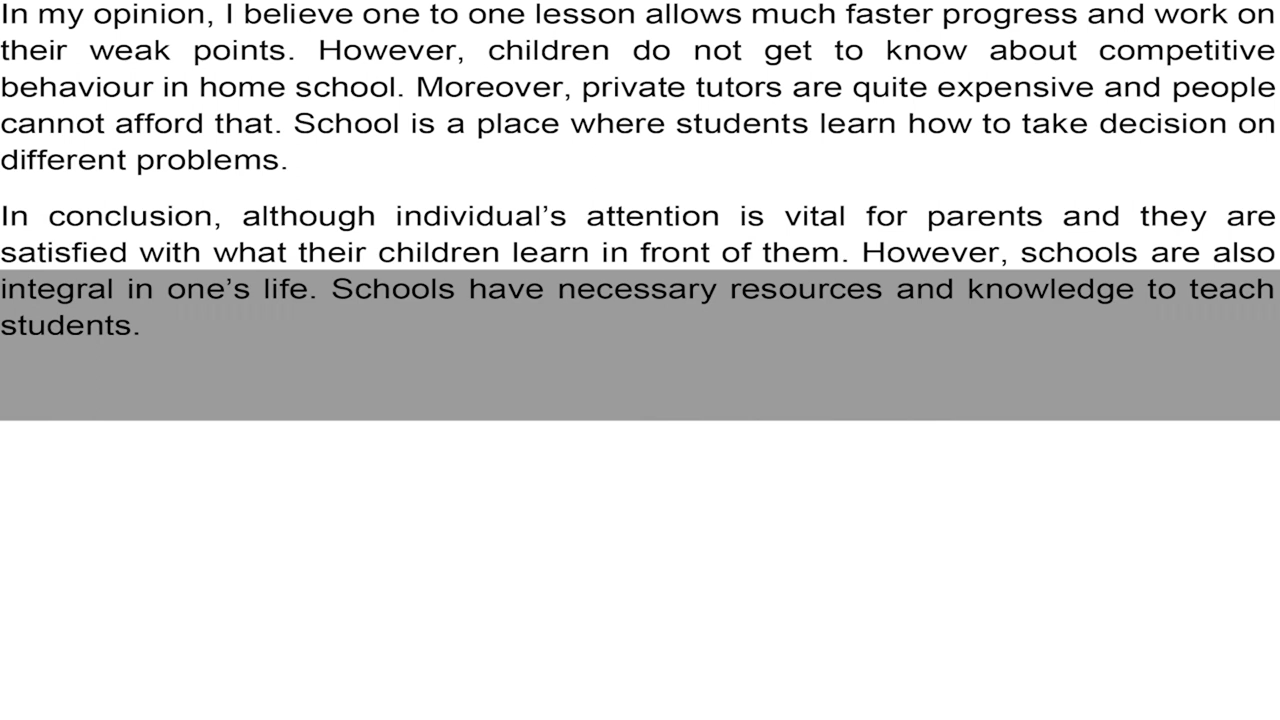 In my opinion, I believe one to one lesson allows much faster progress and work on
their weak points. However, children do not get to know about competitive
behaviour in home school. Moreover, private tutors are quite expensive and people
cannot afford that. School is a place where students learn how to take decision on
different problems.
In conclusion, although individual’s attention is vital for parents and they are
satisfied with what their children learn in front of them. However, schools are also
integral in one’s life. Schools have necessary resources and knowledge to teach
students.